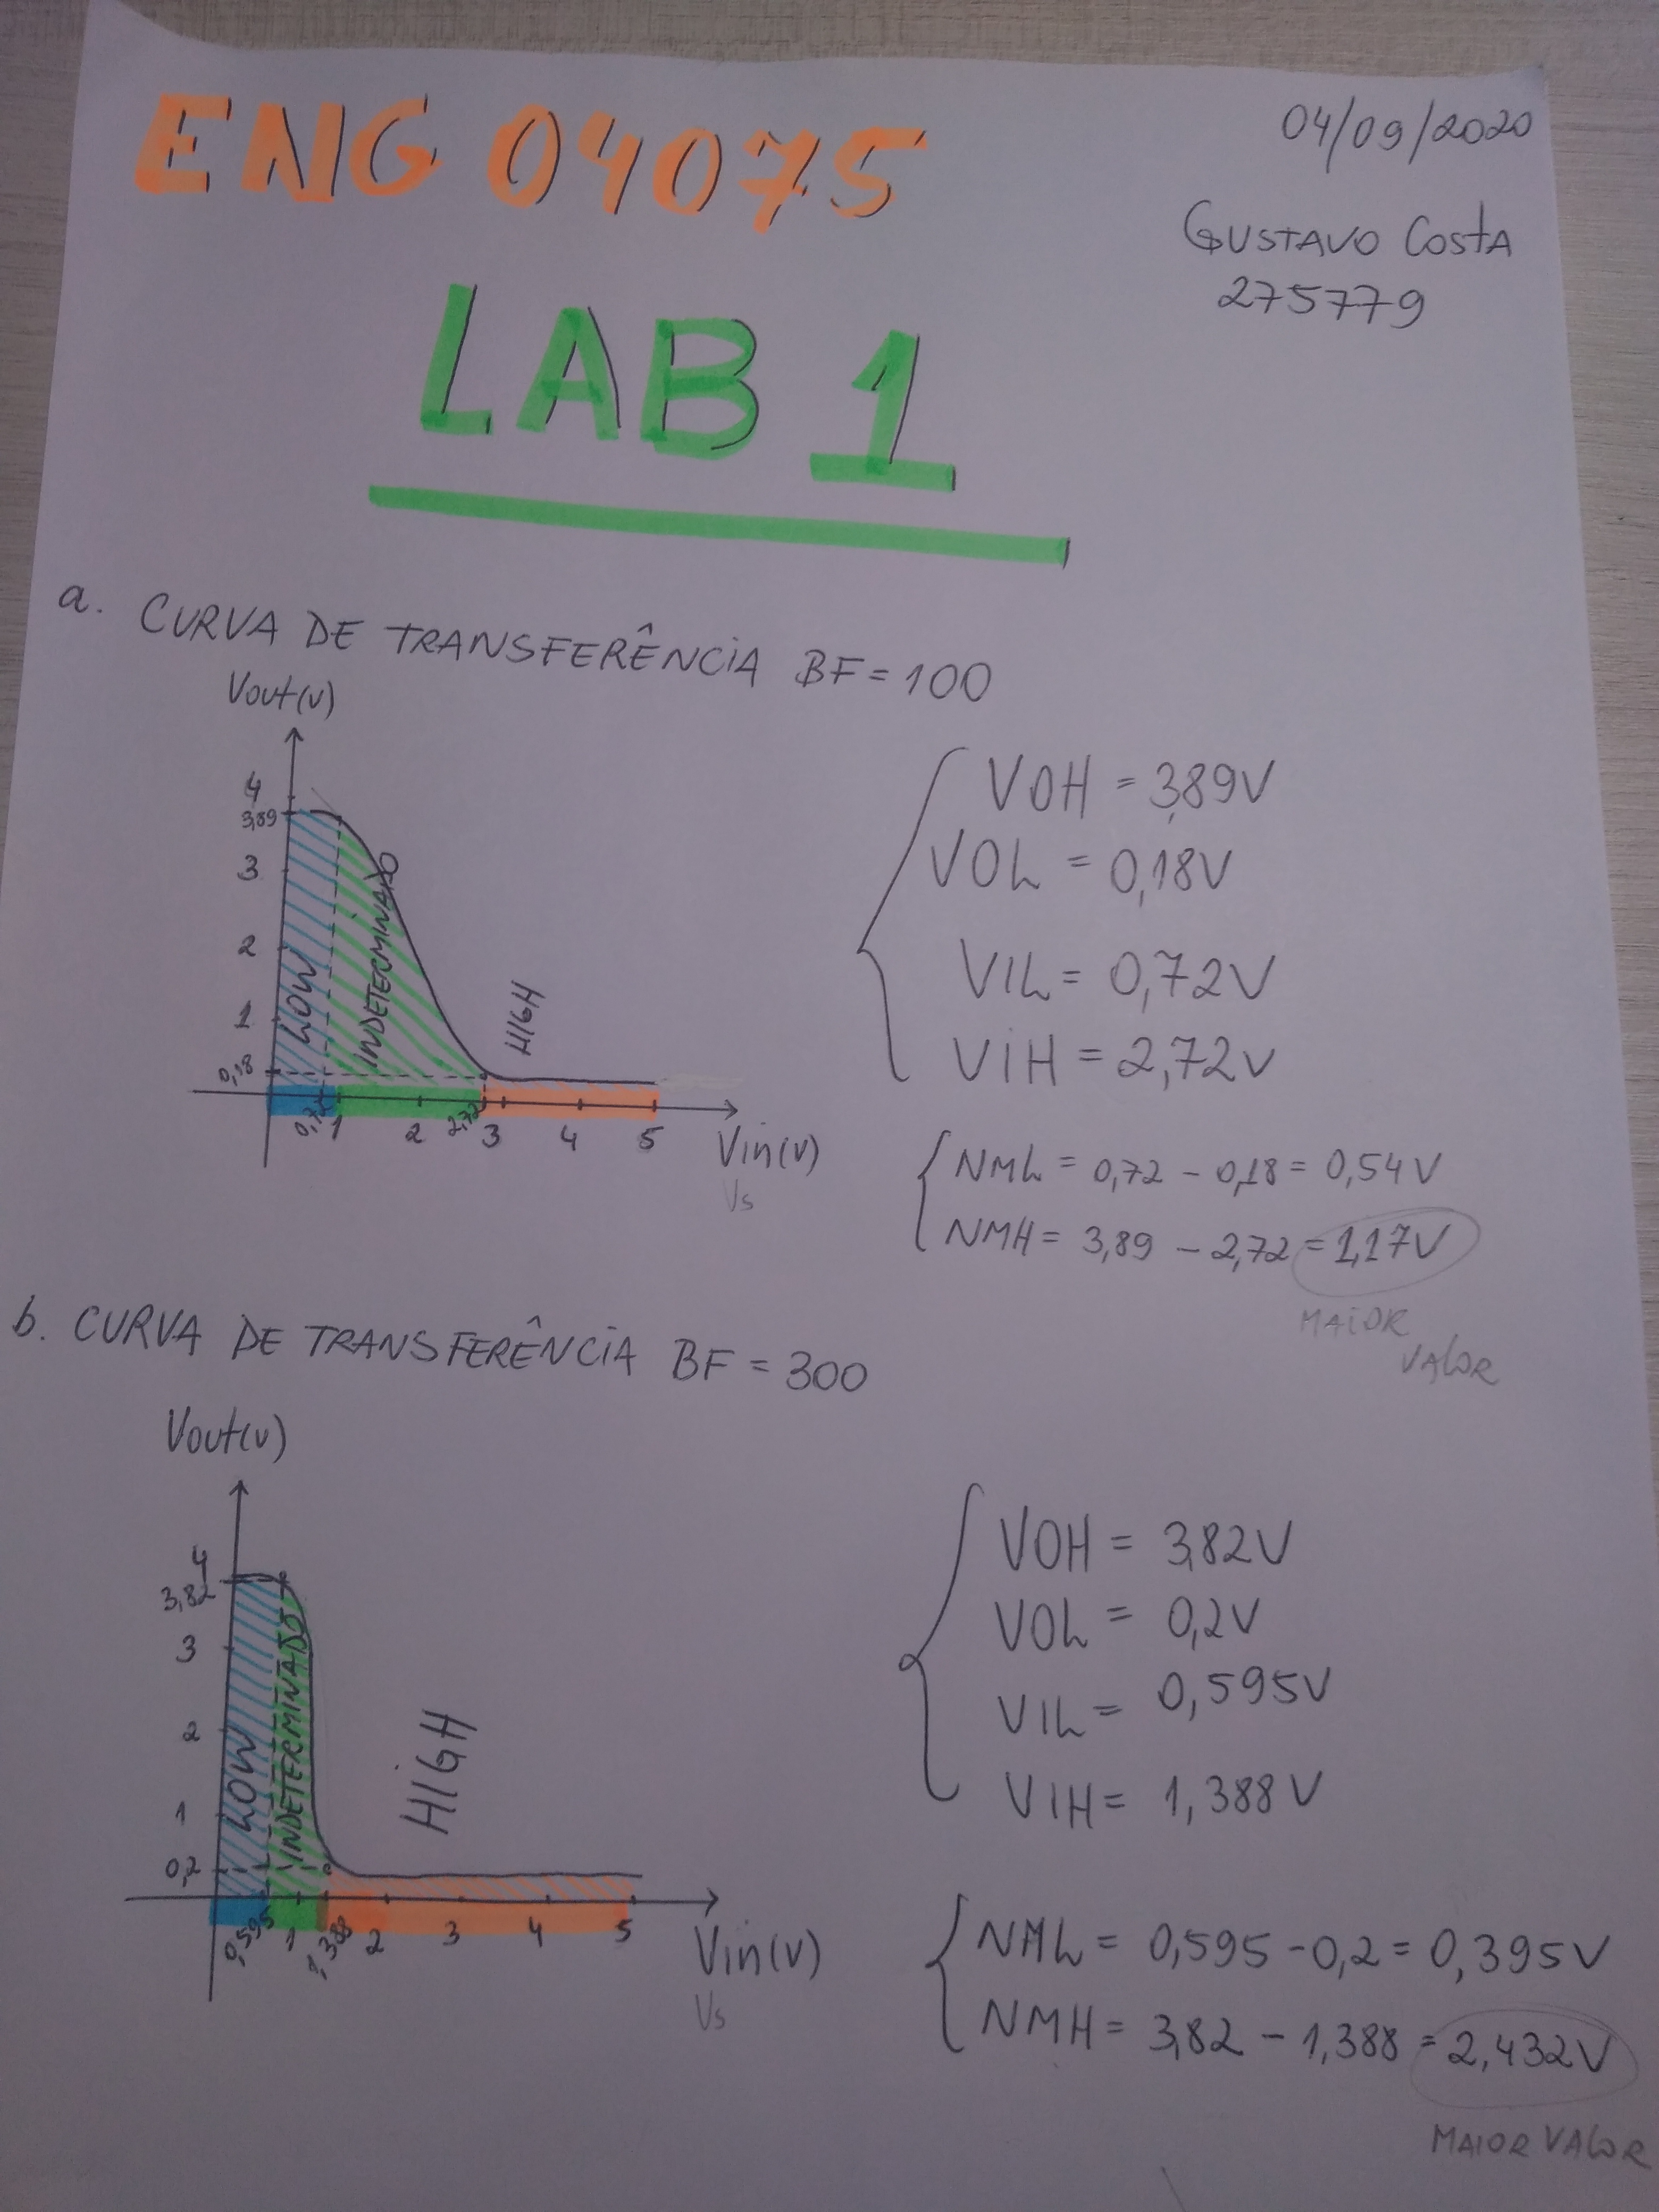 ENG 04075
04/09/2020
GUSTAVO COSTA
275779
LAB 1
a. CURVA DE TRANSFERÊNCIA BF = 100
Vout(v)
4
3,89
3
2
1
0,18
LOW
INDETERMINADO
HIGH
0,72
1
2
2,72
3
4
5
Vin(v)
Vs
VOH = 3,89V
VOL = 0,18V
VIL = 0,72V
VIH = 2,72V
NML = 0,72 - 0,18 = 0,54V
NMH = 3,89 - 2,72 = 1,17V
MAIOR
VALOR
b. CURVA DE TRANSFERÊNCIA BF = 300
Vout(v)
4
3,82
3
2
1
0,2
LOW
INDETERMINADO
HIGH
0,595
1
1,388
2
3
4
5
Vin(v)
Vs
VOH = 3,82V
VOL = 0,2V
VIL = 0,595V
VIH = 1,388V
NML = 0,595 - 0,2 = 0,395V
NMH = 3,82 - 1,388 = 2,432V
MAIOR VALOR